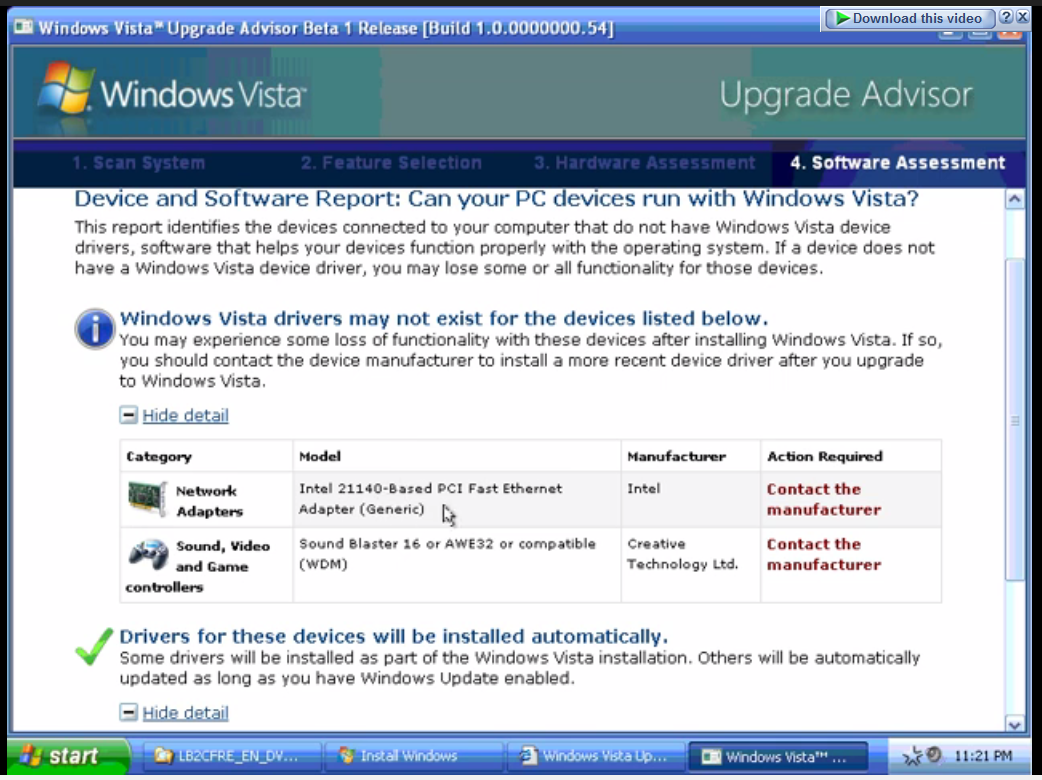 Windows Vista™ Upgrade Advisor Beta 1 Release [Build 1.0.0000000.54]
Download this video
Windows Vista™
Upgrade Advisor
1. Scan System 2. Feature Selection 3. Hardware Assessment 4. Software Assessment
Device and Software Report: Can your PC devices run with Windows Vista?
This report identifies the devices connected to your computer that do not have Windows Vista device
drivers, software that helps your devices function properly with the operating system. If a device does not
have a Windows Vista device driver, you may lose some or all functionality for those devices.
Windows Vista drivers may not exist for the devices listed below.
You may experience some loss of functionality with these devices after installing Windows Vista. If so,
you should contact the device manufacturer to install a more recent device driver after you upgrade
to Windows Vista.
Hide detail
Category Model Manufacturer Action Required
Network Intel 21140-Based PCI Fast Ethernet Intel Contact the
Adapters Adapter (Generic) manufacturer
Sound, Video Sound Blaster 16 or AWE32 or compatible Creative Contact the
and Game (WDM) Technology Ltd. manufacturer
controllers
Drivers for these devices will be installed automatically.
Some drivers will be installed as part of the Windows Vista installation. Others will be automatically
updated as long as you have Windows Update enabled.
Hide detail
start LB2CFRE_EN_DV... Install Windows Windows Vista Up... Windows Vista™ ... 11:21 PM